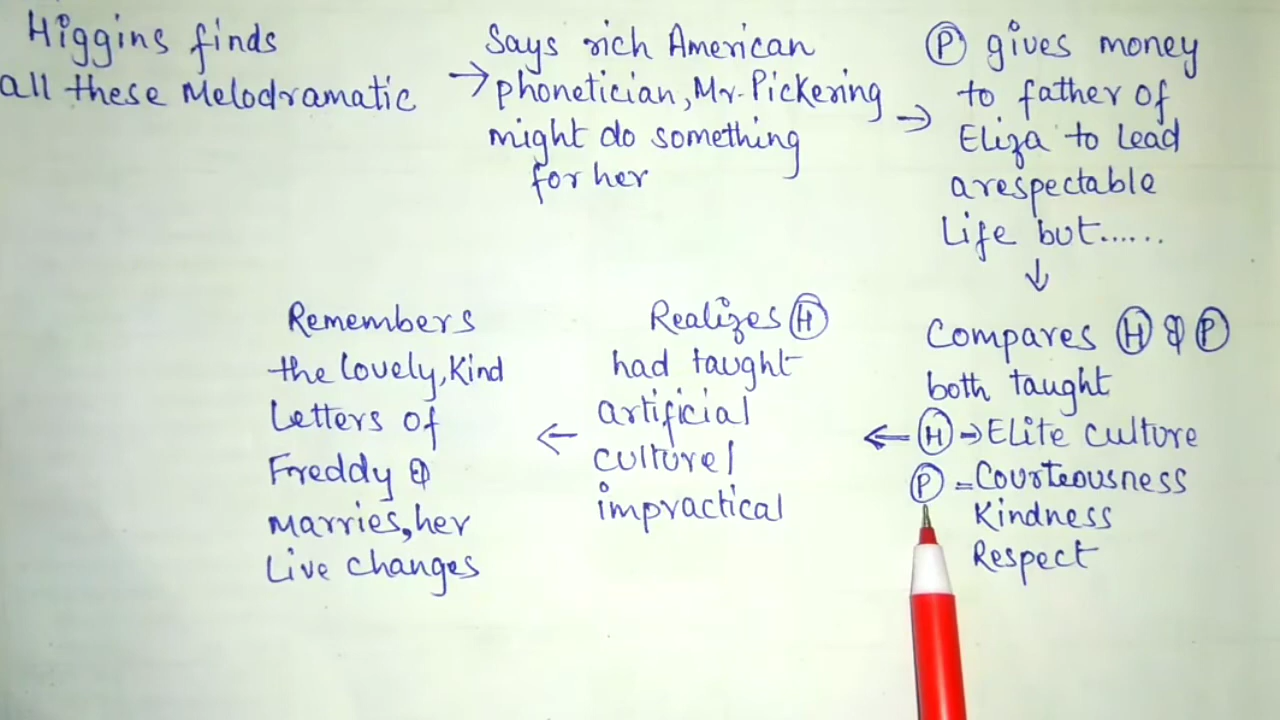 Higgins finds
all these Melodramatic
→
Says rich American
phonetician, Mr. Pickering
might do something
for her
→
Ⓟ gives money
to father of
Eliza to lead
a respectable
Life but......
↓
Compares Ⓗ & Ⓟ
both taught
← Ⓗ → Elite culture
Ⓟ = Courteousness
Kindness
Respect
Realizes Ⓗ
had taught
artificial
culture/
impractical
←
Remembers
the lovely, Kind
Letters of
Freddy &
marries, her
Live changes